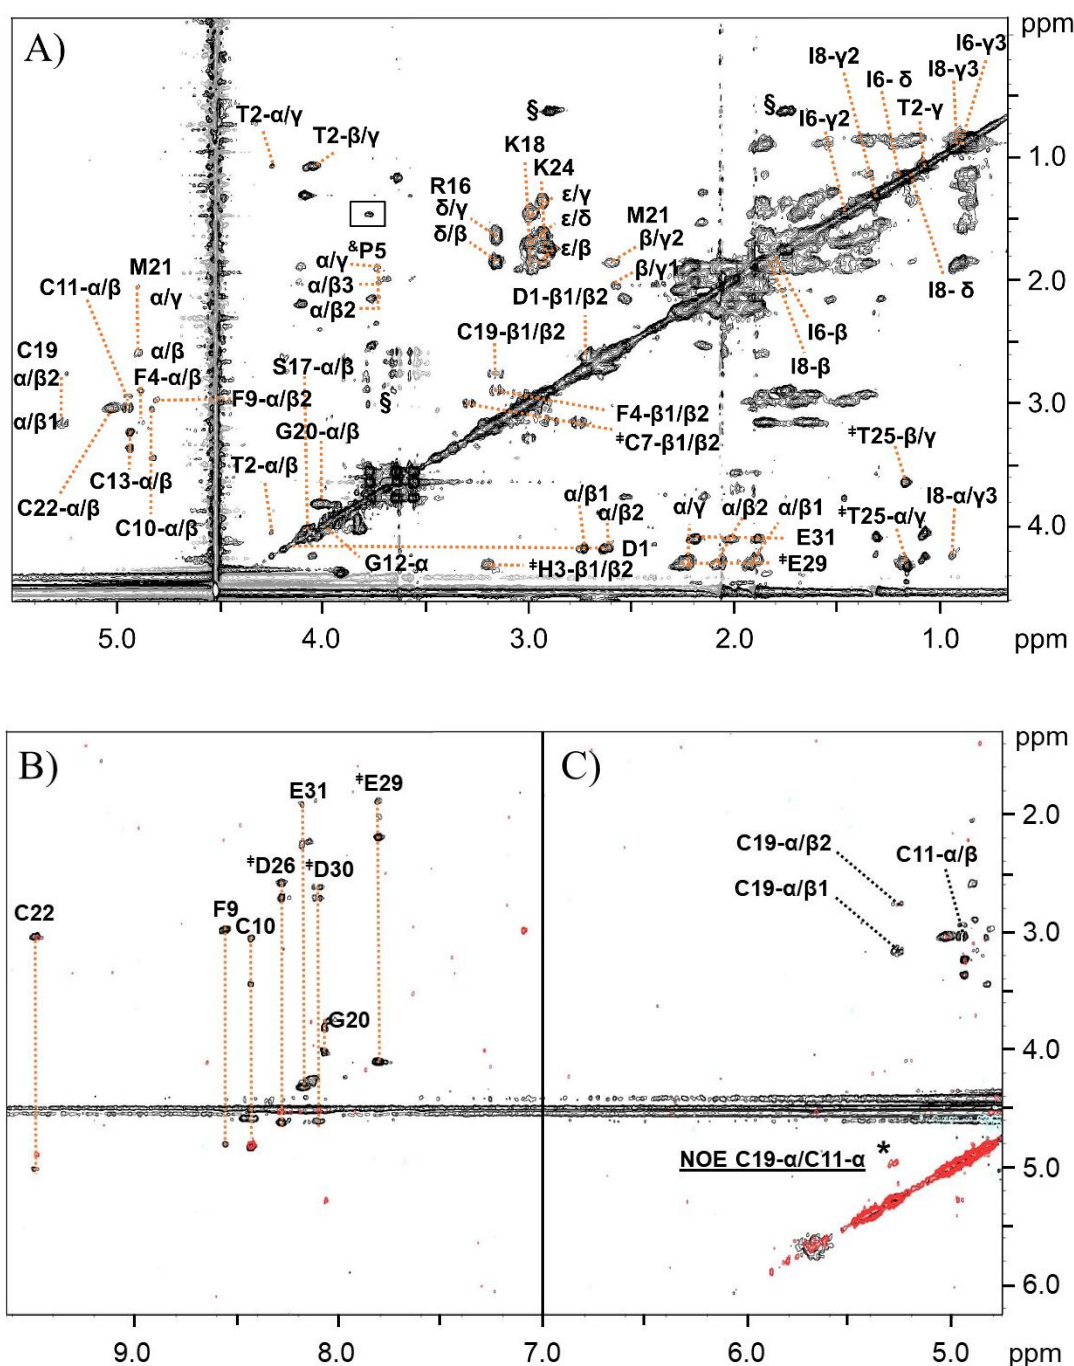 A)
ppm
I6-γ3
I8-γ2
I8-γ3
I6- δ
T2-γ
§
§
I6-γ2
T2-α/γ
T2-β/γ
K18
K24
1.0
R16
δ/γ
δ/β
ε/γ
ε/δ
ε/β
M21
β/γ2
β/γ1
&P5
α/γ
α/β3
α/β2
2.0
C11-α/β
M21
α/γ
D1-β1/β2
I8- δ
C19
α/β2
α/β
F4-α/β
S17-α/β
C19-β1/β2
I6-β
I8-β
α/β1
F9-α/β2
§
3.0
G20-α/β
F4-β1/β2
‡C7-β1/β2
‡T25-β/γ
C13-α/β
T2-α/β
C22-α/β
C10-α/β
α/β1
α/β2
α/γ
α/β2
α/β1
‡T25-α/γ
I8-α/γ3
4.0
E31
D1
G12-α
‡H3-β1/β2
‡E29
5.0
4.0
3.0
2.0
1.0
ppm
B)
C)
ppm
E31
‡E29
2.0
‡D26
‡D30
C19-α/β2
C11-α/β
C22
F9
C10
C19-α/β1
3.0
G20
4.0
NOE C19-α/C11-α
*
5.0
6.0
9.0
8.0
7.0
6.0
5.0
ppm